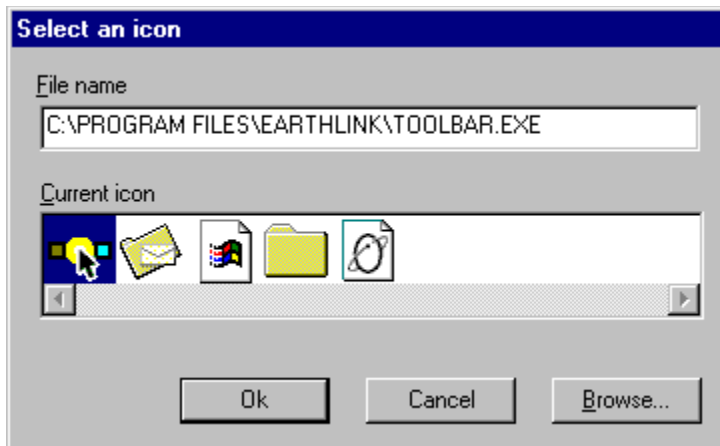 Select an icon
File name
C:\PROGRAM FILES\EARTHLINK\TOOLBAR.EXE
Current icon
Ok
Cancel
Browse...